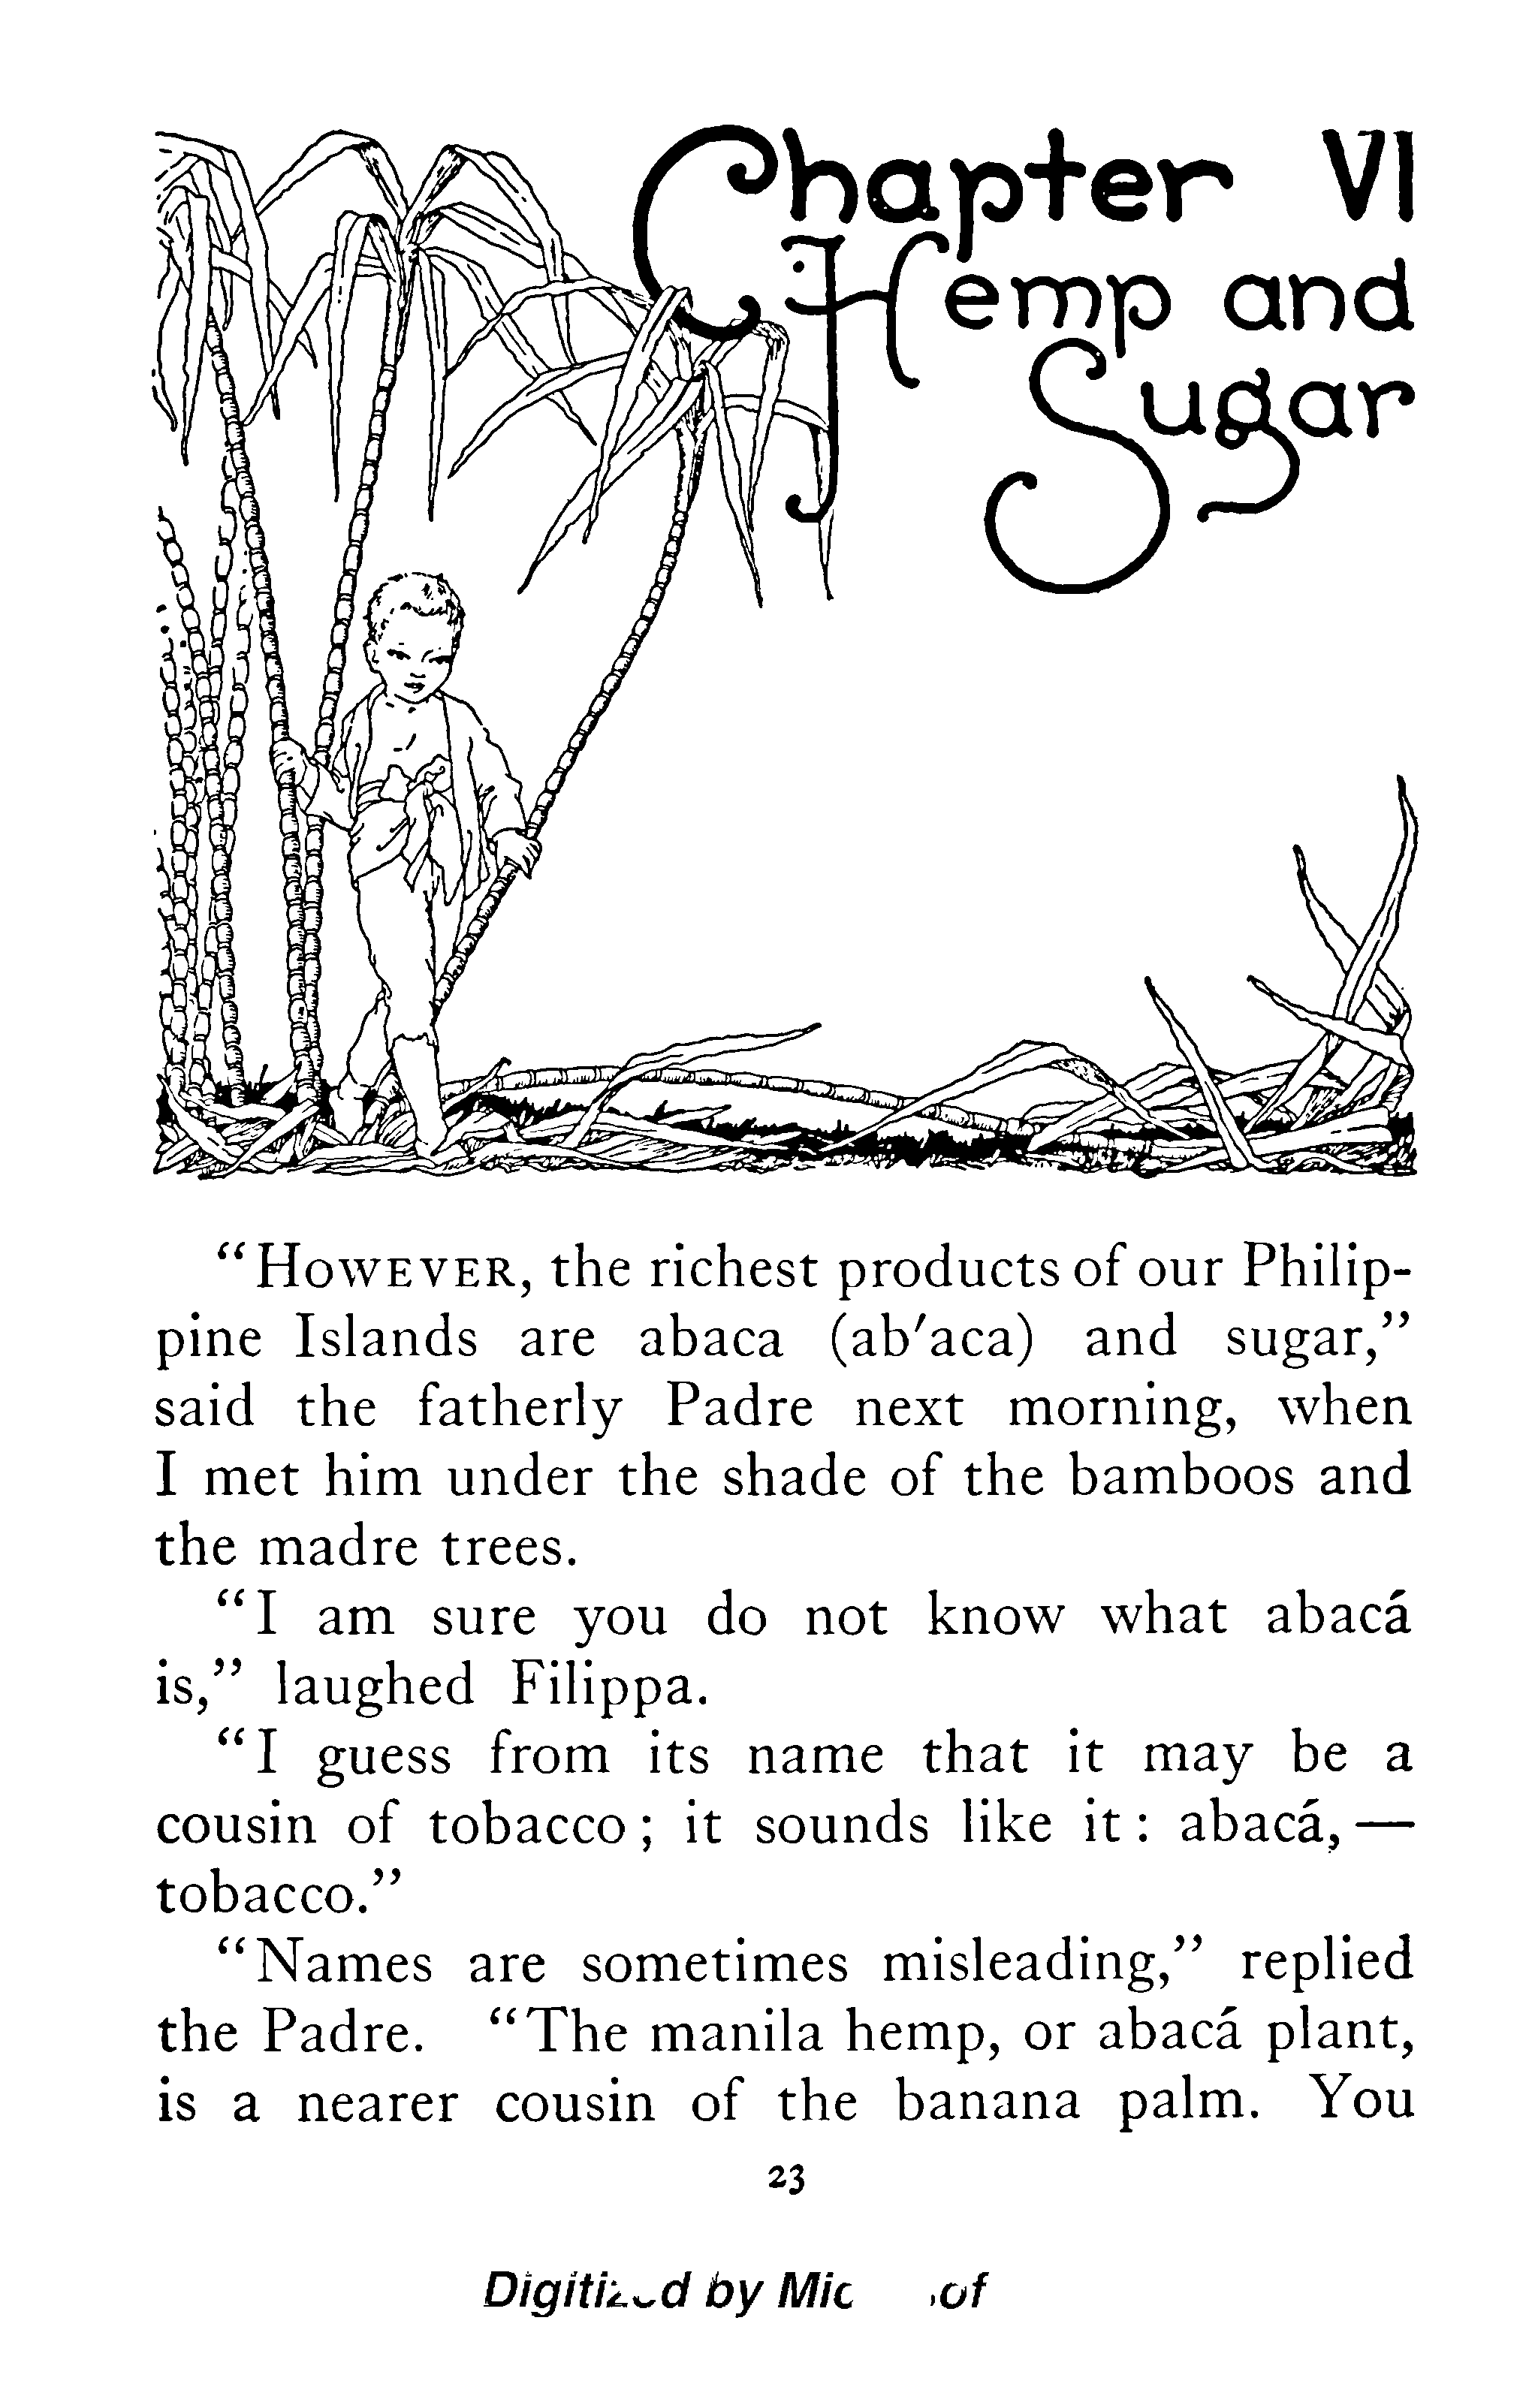 Chapter VI
Hemp and
Sugar
"HOWEVER, the richest products of our Philip-
pine Islands are abaca (ab'aca) and sugar,"
said the fatherly Padre next morning, when
I met him under the shade of the bamboos and
the madre trees.
"I am sure you do not know what abacá
is," laughed Filippa.
"I guess from its name that it may be a
cousin of tobacco; it sounds like it: abacá,—
tobacco."
"Names are sometimes misleading," replied
the Padre. "The manila hemp, or abacá plant,
is a nearer cousin of the banana palm. You
23
by